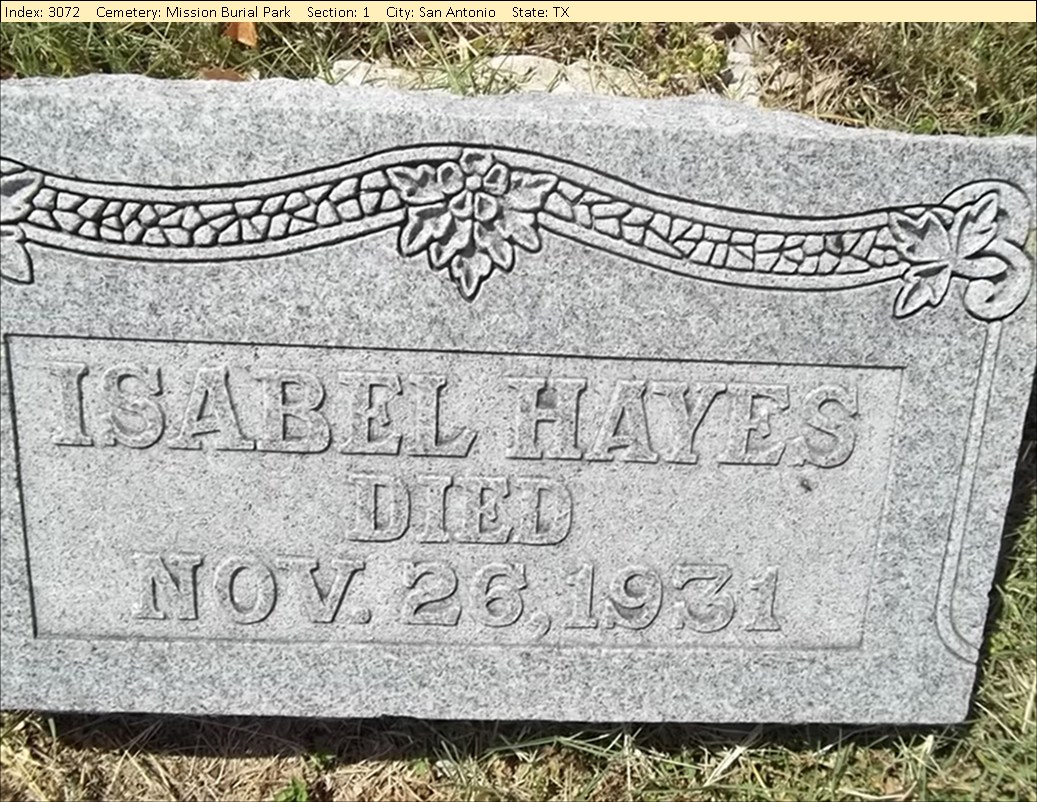 Index: 3072 Cemetery: Mission Burial Park Section: 1 City: San Antonio State: TX
ISABEL HAYES
DIED
NOV. 26, 1931